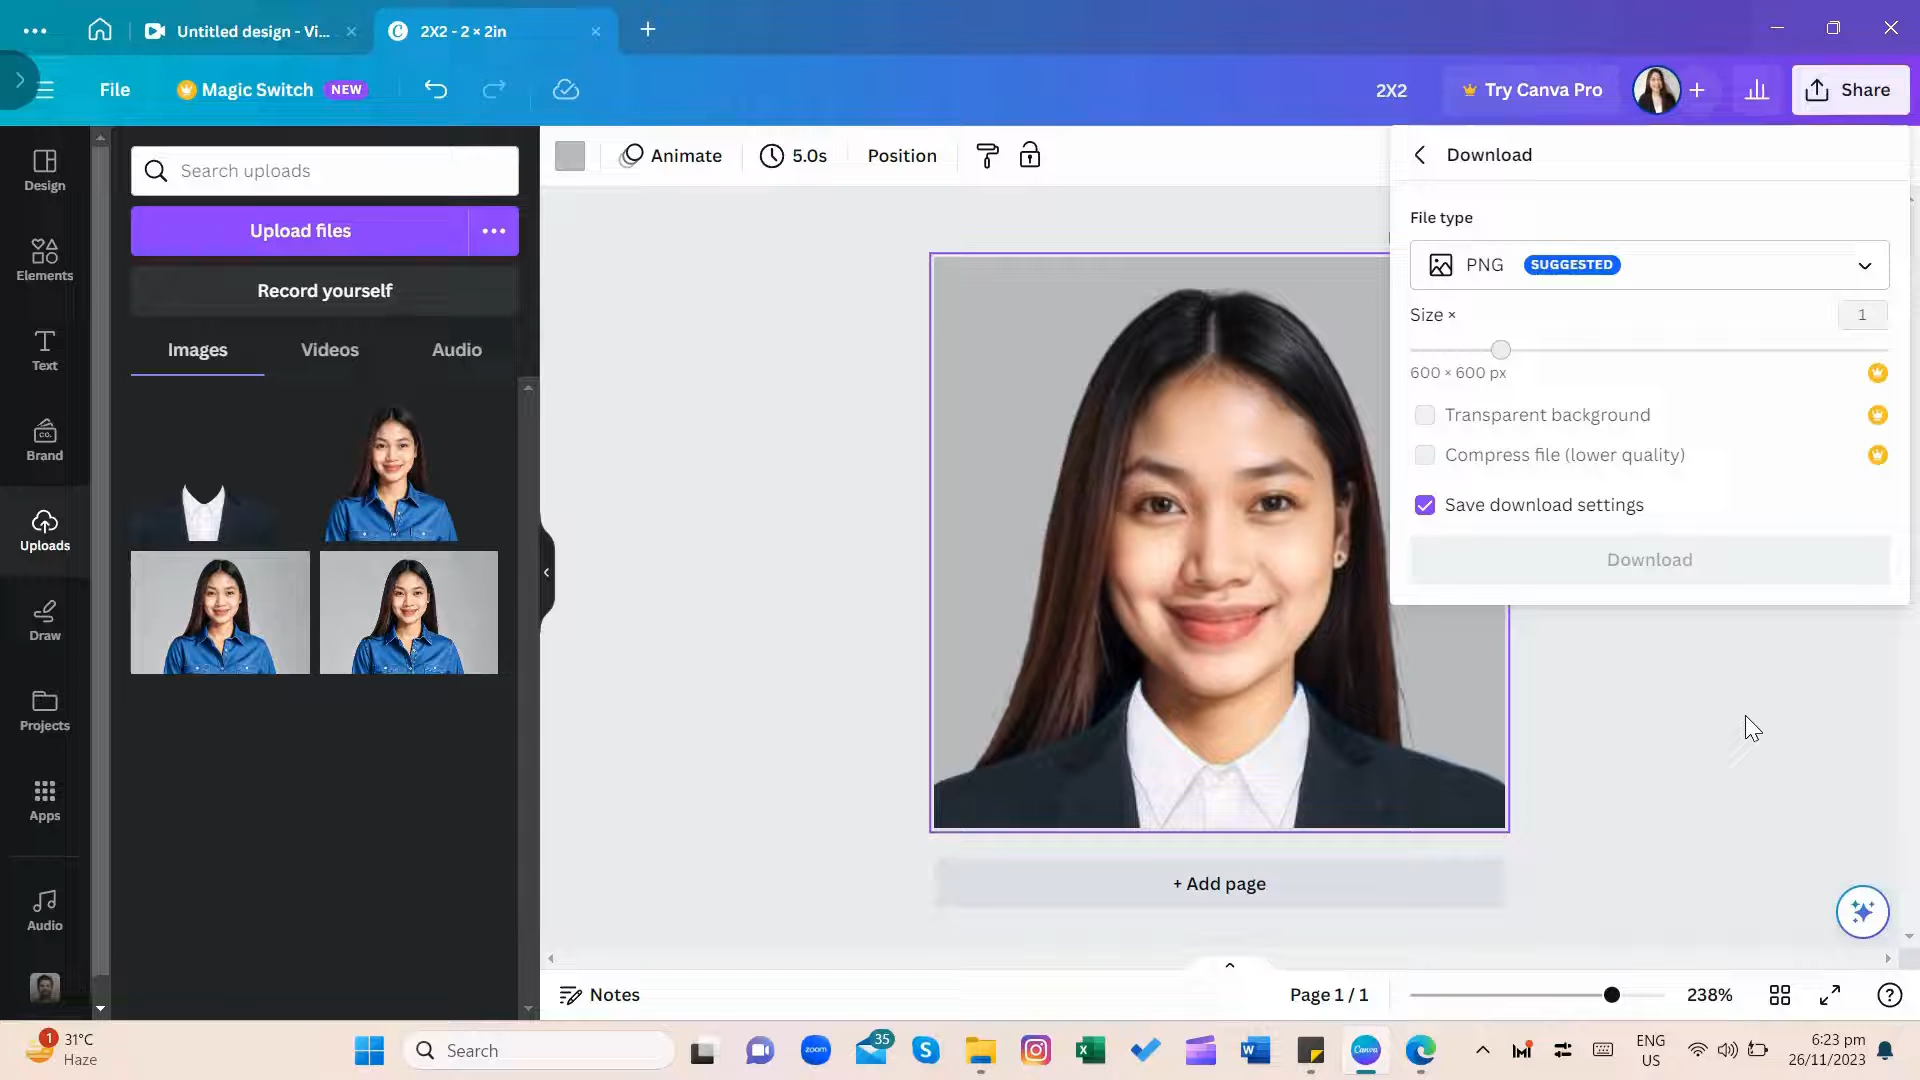 Untitled design - Vi...
2X2 - 2 × 2in
File
Magic Switch NEW
2X2
Try Canva Pro
Share
Design
Elements
Text
CO.
Brand
Uploads
Draw
Projects
Apps
Audio
Search uploads
Upload files
Record yourself
Images Videos Audio
Animate
5.0s
Position
Download
File type
PNG SUGGESTED
Size ×
1
600 × 600 px
Transparent background
Compress file (lower quality)
Save download settings
Download
+ Add page
Notes
Page 1 / 1
238%
1
31°C
Haze
Search
zoom
35
Canva
ENG
US
6:23 pm
26/11/2023